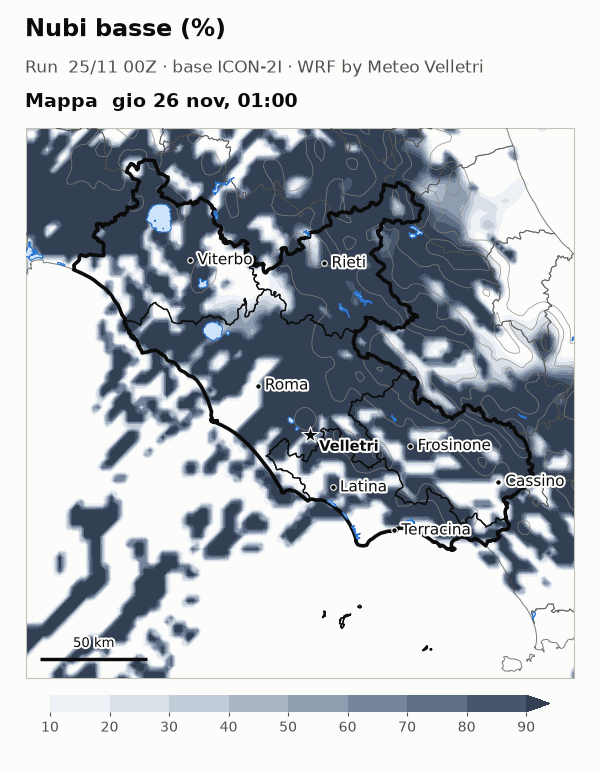 Nubi basse (%)
Run  25/11 00Z · base ICON-2I · WRF by Meteo Velletri
Mappa  gio 26 nov, 01:00
Viterbo
Rieti
Roma
Velletri
Frosinone
Cassino
Latina
Terracina
50 km
10 20 30 40 50 60 70 80 90